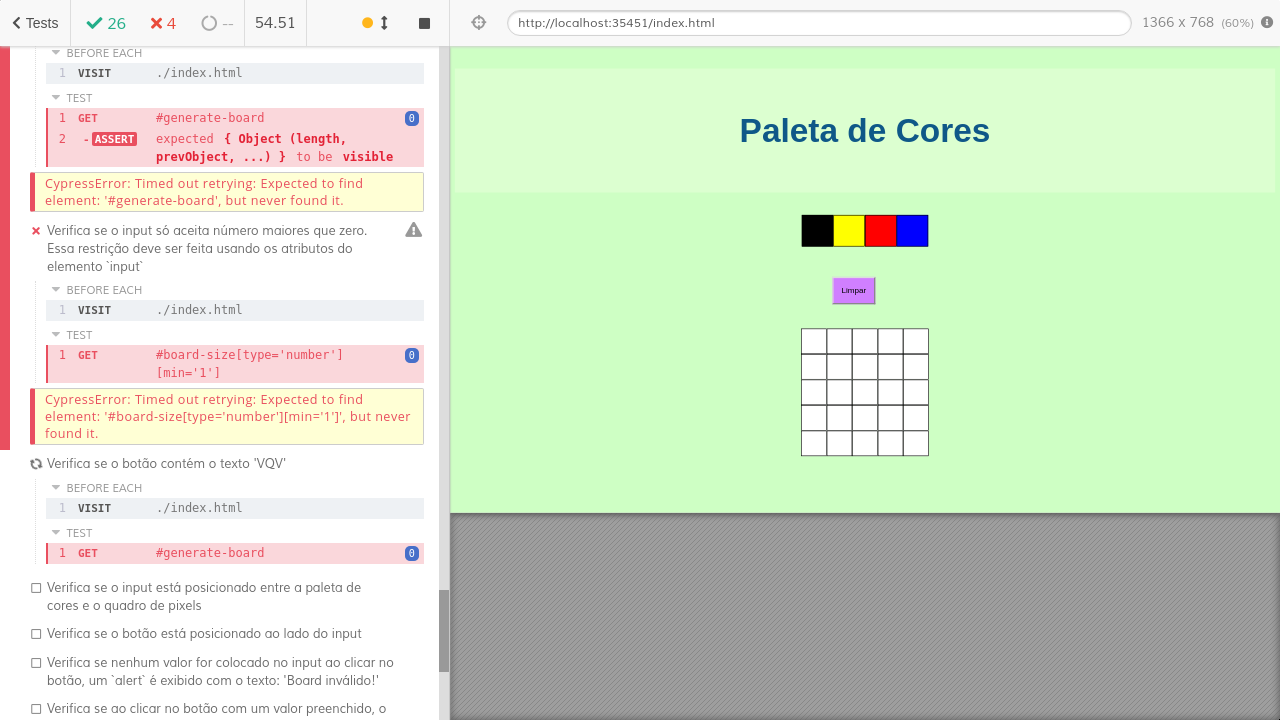 Tests 26 4 -- 54.51
http://localhost:35451/index.html 1366 x 768 (60%)
BEFORE EACH
1 VISIT ./index.html
TEST
1 GET #generate-board 0
2 -ASSERT expected { Object (length,
prevObject, ...) } to be visible
CypressError: Timed out retrying: Expected to find
element: '#generate-board', but never found it.
Verifica se o input só aceita número maiores que zero.
Essa restrição deve ser feita usando os atributos do
elemento `input`
BEFORE EACH
1 VISIT ./index.html
TEST
1 GET #board-size[type='number'] 0
[min='1']
CypressError: Timed out retrying: Expected to find
element: '#board-size[type='number'][min='1']', but never
found it.
Verifica se o botão contém o texto 'VQV'
BEFORE EACH
1 VISIT ./index.html
TEST
1 GET #generate-board 0
Verifica se o input está posicionado entre a paleta de
cores e o quadro de pixels
Verifica se o botão está posicionado ao lado do input
Verifica se nenhum valor for colocado no input ao clicar no
botão, um `alert` é exibido com o texto: 'Board inválido!'
Verifica se ao clicar no botão com um valor preenchido, o
Paleta de Cores
Limpar